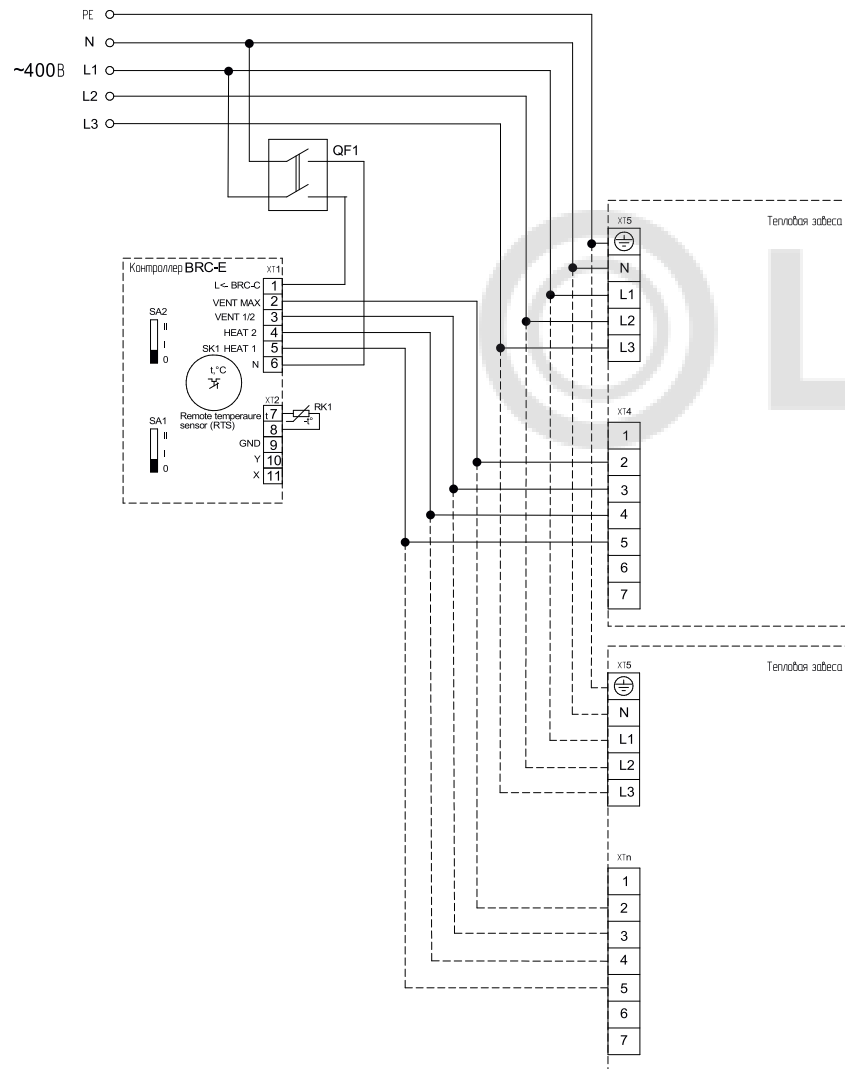 PE
N
~400В
L1
L2
L3
QF1
Контроллер BRC-E
XT1
L<- BRC-C 1
VENT MAX 2
VENT 1/2 3
HEAT 2 4
SK1 HEAT 1 5
N 6
SA2
II
I
0
t,°C
XT2
Remote temperaure
sensor (RTS)
t 7
8
GND 9
Y 10
X 11
RK1
-t°
SA1
II
I
0
XT5
Тепловая завеса
N
L1
L2
L3
XT4
1
2
3
4
5
6
7
XT5
Тепловая завеса
N
L1
L2
L3
XTn
1
2
3
4
5
6
7
L